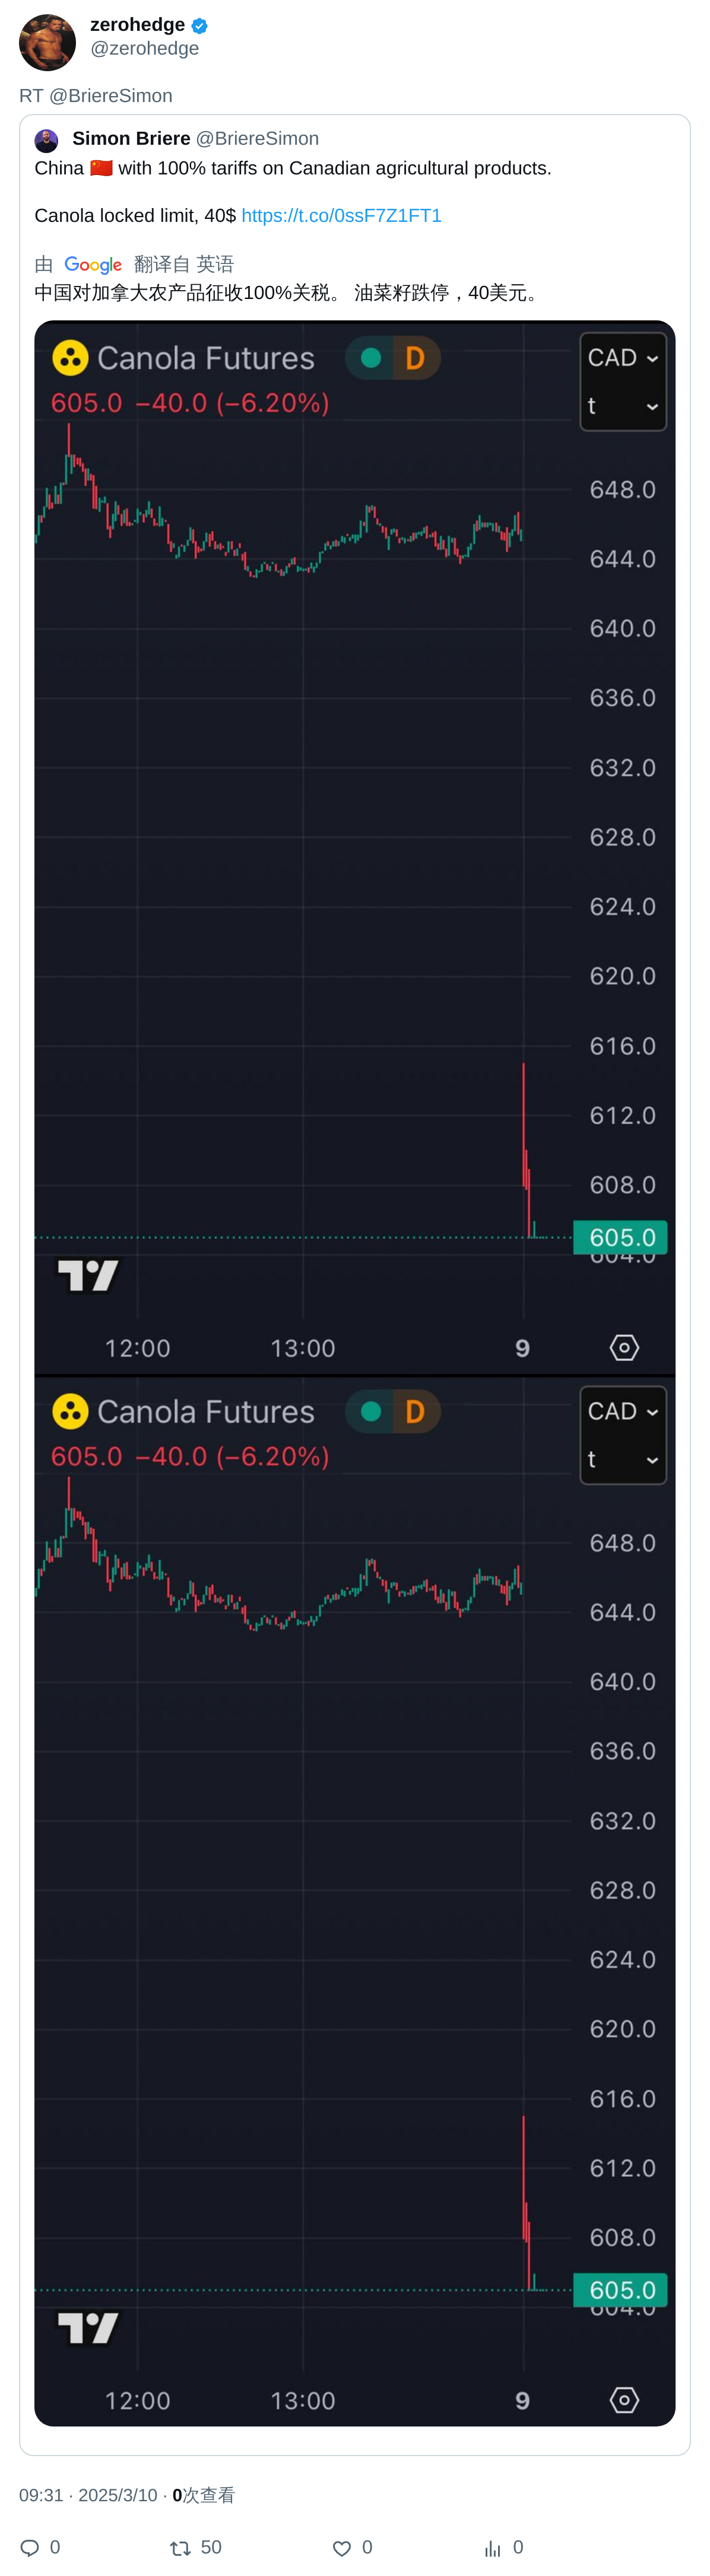 zerohedge
@zerohedge
RT @BriereSimon
Simon Briere @BriereSimon
China 🇨🇳 with 100% tariffs on Canadian agricultural products.
Canola locked limit, 40$ https://t.co/0ssF7Z1FT1
由 Google 翻译自 英语
中国对加拿大农产品征收100%关税。 油菜籽跌停，40美元。
Canola Futures D CAD
605.0 −40.0 (−6.20%) t
648.0
644.0
640.0
636.0
632.0
628.0
624.0
620.0
616.0
612.0
608.0
605.0
604.0
12:00 13:00 9
Canola Futures D CAD
605.0 −40.0 (−6.20%) t
648.0
644.0
640.0
636.0
632.0
628.0
624.0
620.0
616.0
612.0
608.0
605.0
604.0
12:00 13:00 9
09:31 · 2025/3/10 · 0次查看
0 50 0 0